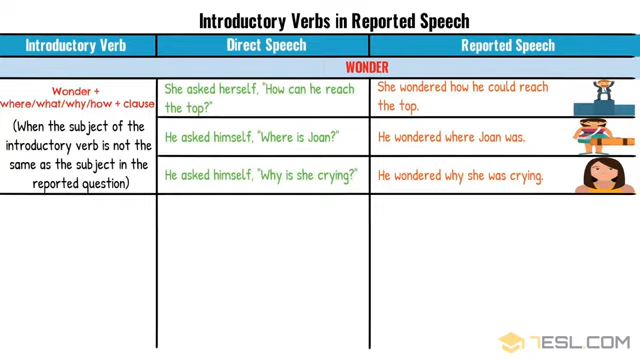 Introductory Verbs in Reported Speech
Introductory Verb
Direct Speech
Reported Speech
WONDER
Wonder +
where/what/why/how + clause
(When the subject of the
introductory verb is not the
same as the subject in the
reported question)
She asked herself, "How can he reach
the top?"
She wondered how he could reach
the top.
He asked himself, "Where is Joan?"
He wondered where Joan was.
He asked himself, "Why is she crying?"
He wondered why she was crying.
7ESL.COM